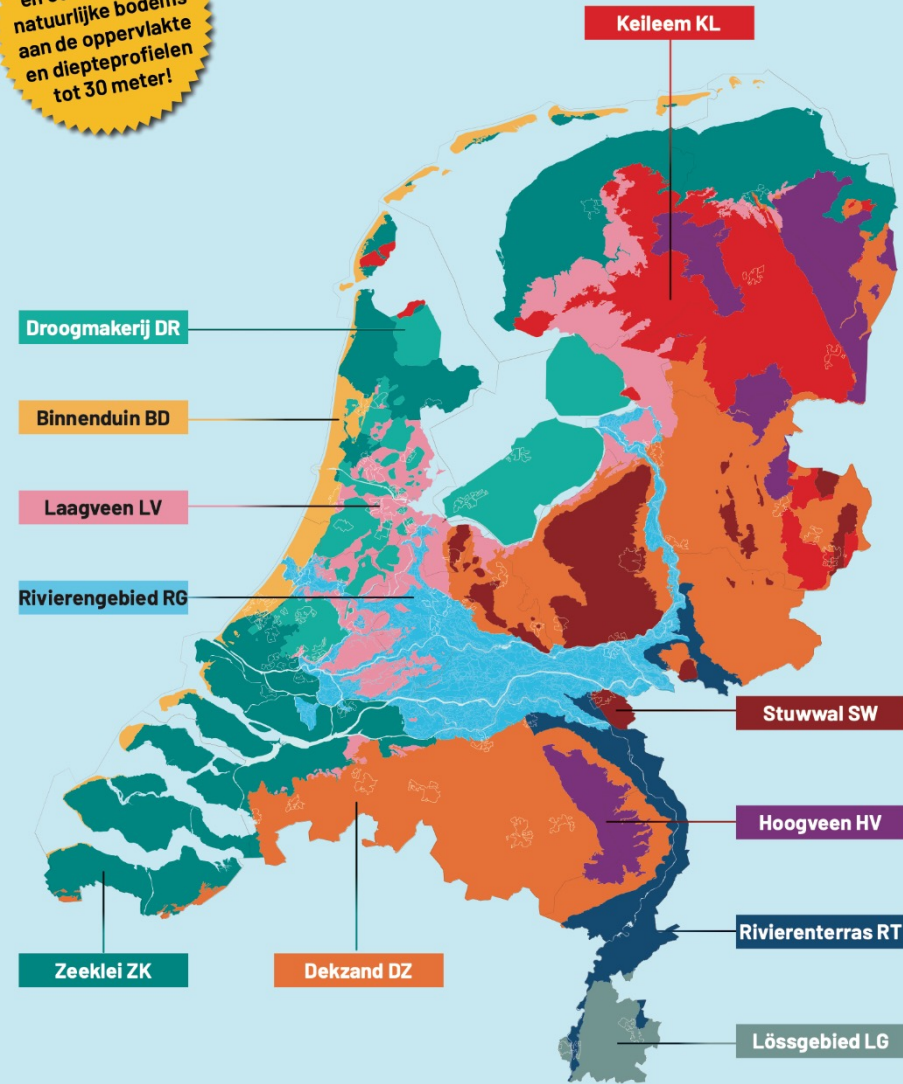 natuurlijke bodems
aan de oppervlakte
en diepteprofielen
tot 30 meter!
Keileem KL
Droogmakerij DR
Binnenduin BD
Laagveen LV
Rivierengebied RG
Stuwwal SW
Hoogveen HV
Rivierenterras RT
Zeeklei ZK
Dekzand DZ
Lössgebied LG